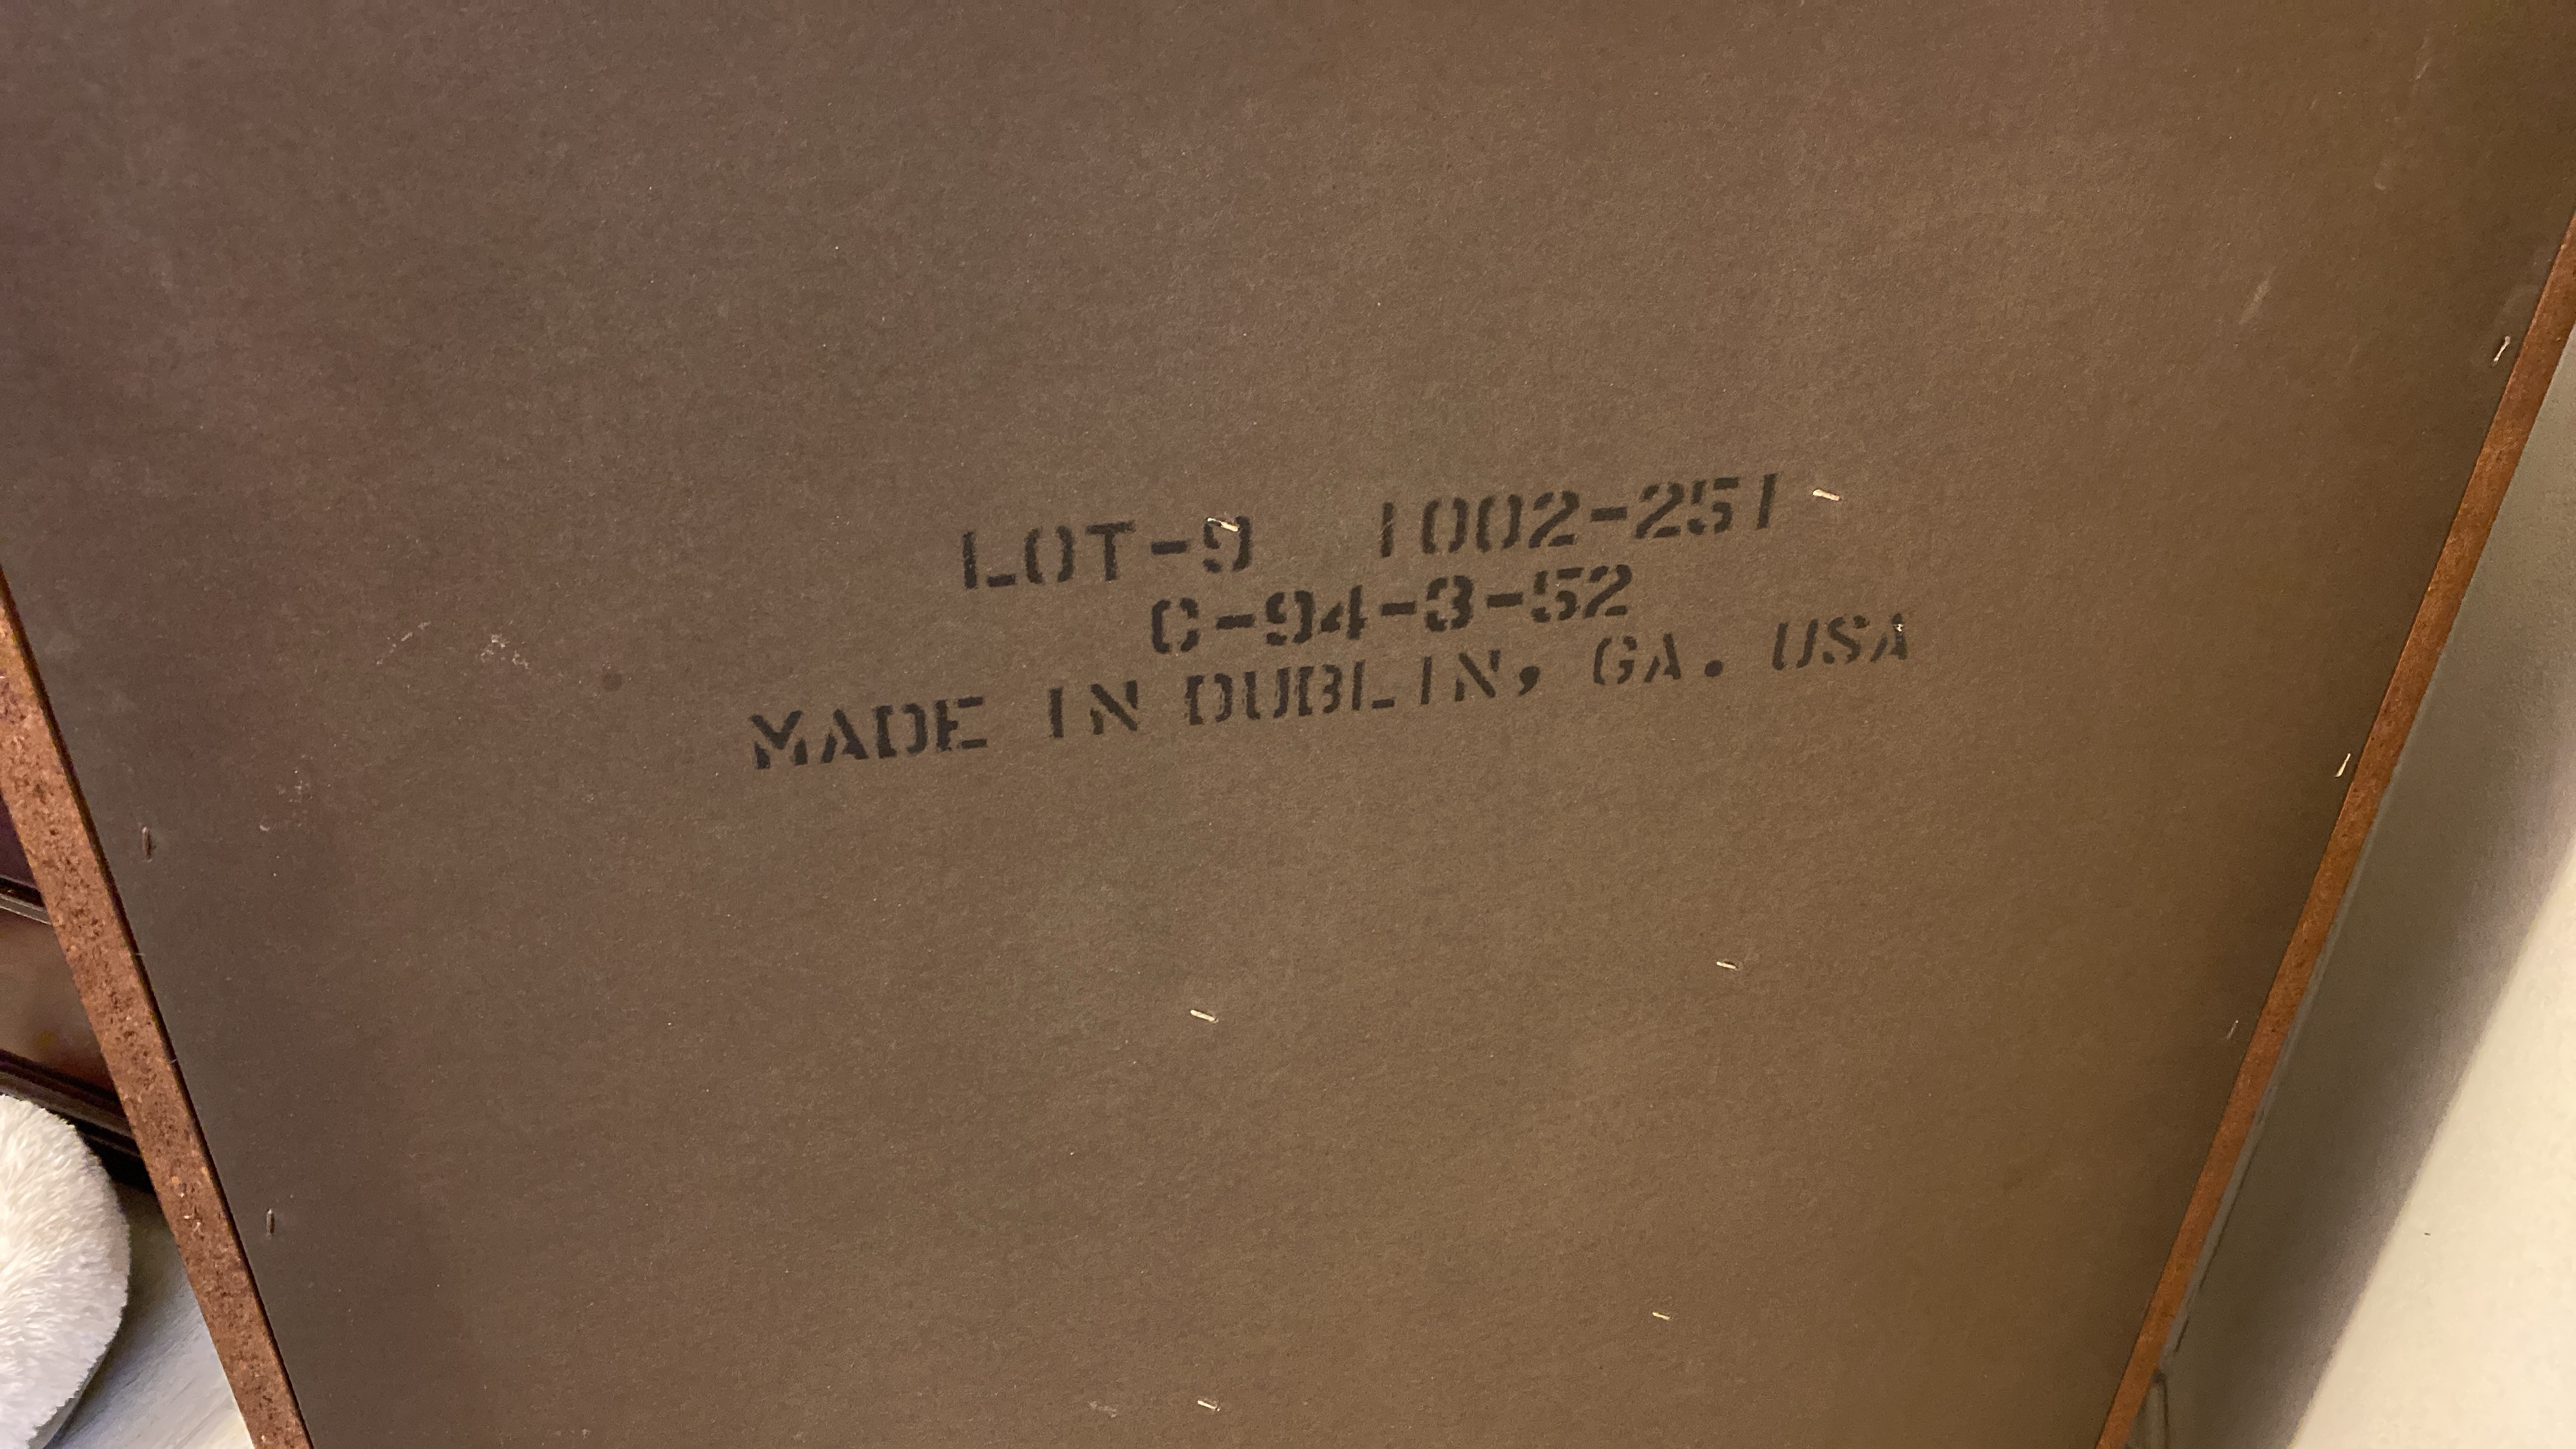 LOT-9 1002-251
C-94-3-52
MADE IN DUBLIN, GA. USA